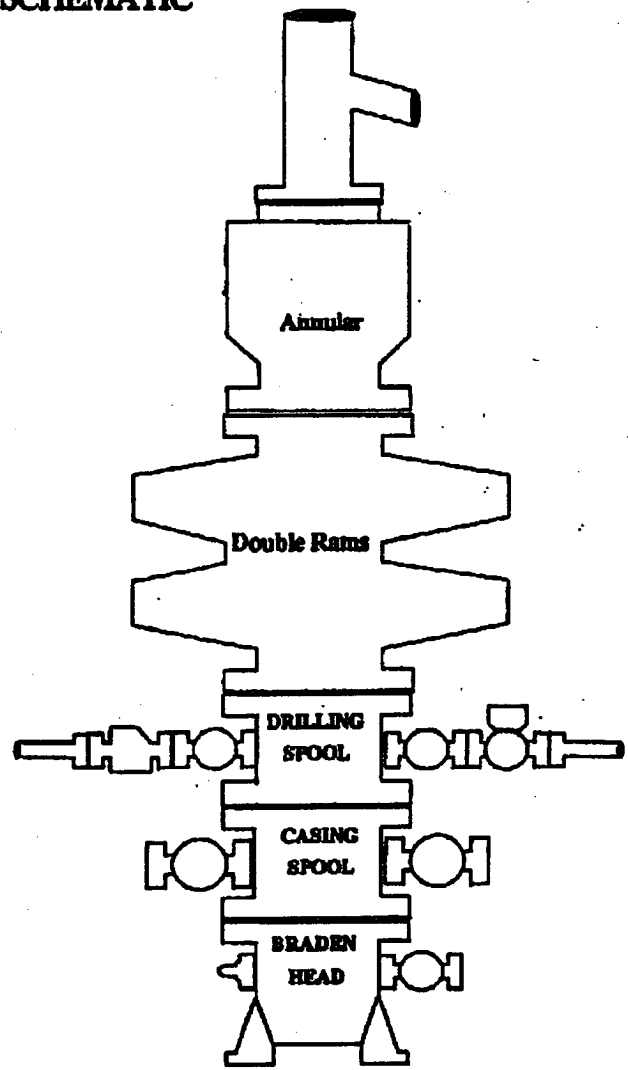 SCHEMATIC
Annular
Double Rams
DRILLING
SPOOL
CASING
SPOOL
BRADEN
HEAD